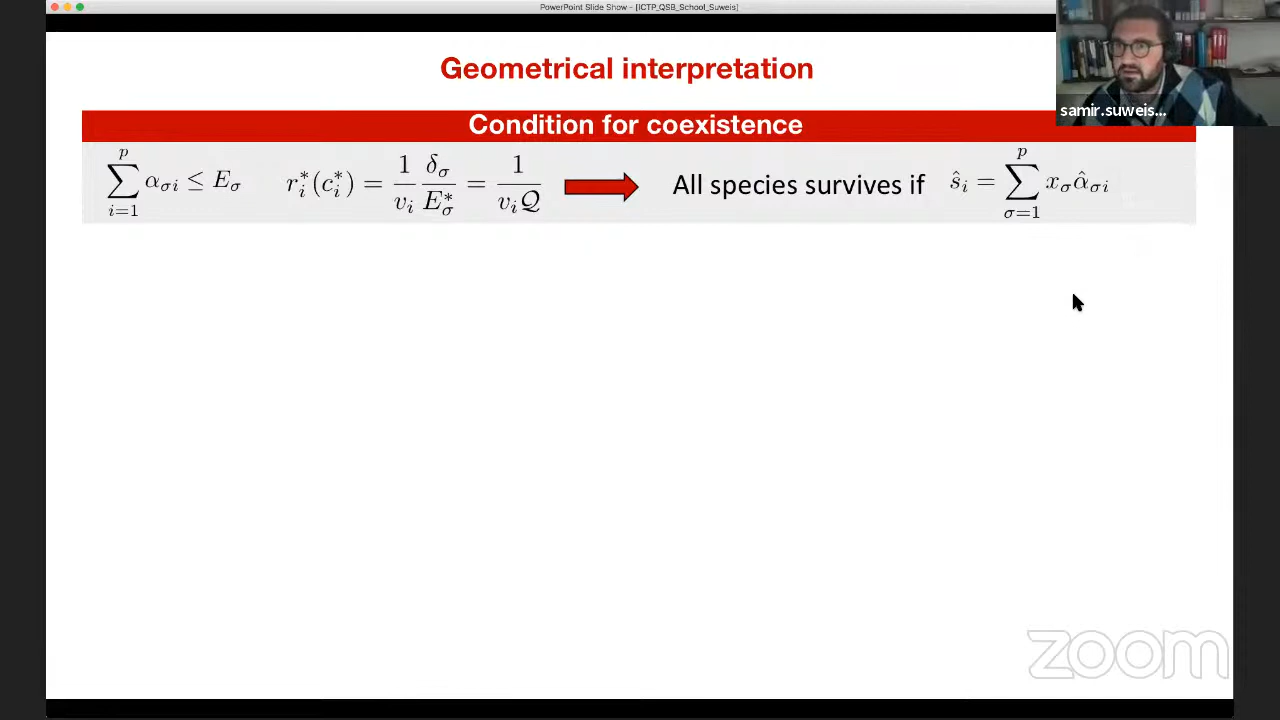 PowerPoint Slide Show - [ICTP_QSB_School_Suweis]
Geometrical interpretation
samir.suweis...
Condition for coexistence
\sum_{i=1}^{p} \alpha_{\sigma i} \leq E_{\sigma} r_i^*(c_i^*) = \frac{1}{v_i} \frac{\delta_\sigma}{E_\sigma^*} = \frac{1}{v_i \mathcal{Q}} All species survives if \hat{s}_i = \sum_{\sigma=1}^{p} x_\sigma \hat{\alpha}_{\sigma i}
zoom